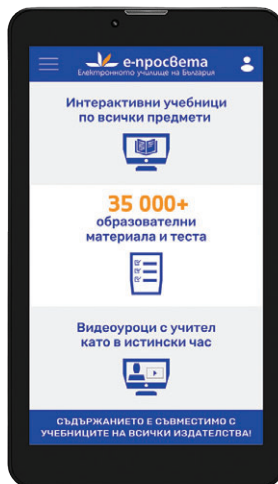 е-просвета
Електронното училище на България
Интерактивни учебници
по всички предмети
35 000+
образователни
материала и теста
Видеоуроци с учител
като в истински час
СЪДЪРЖАНИЕТО Е СЪВМЕСТИМО С
УЧЕБНИЦИТЕ НА ВСИЧКИ ИЗДАТЕЛСТВА!